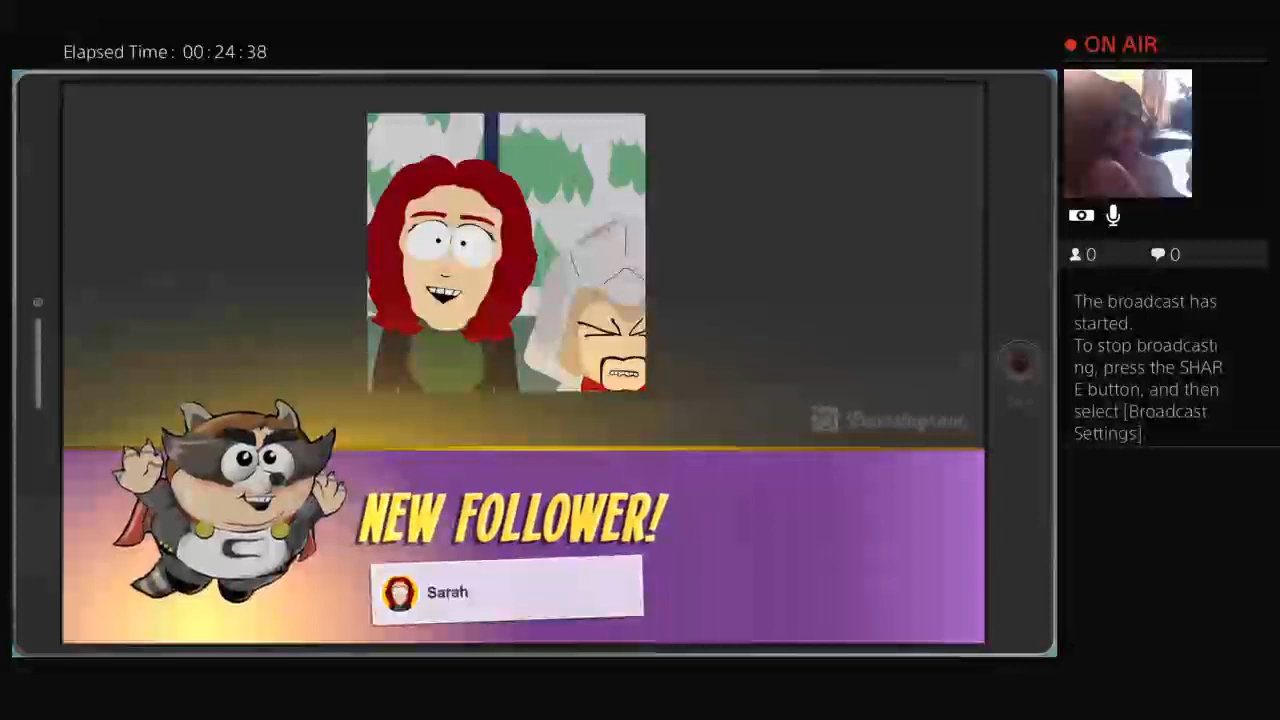 Elapsed Time: 00:24:38
ON AIR
0 0
The broadcast has
started.
To stop broadcasti
ng, press the SHAR
E button, and then
select [Broadcast
Settings].
NEW FOLLOWER!
Sarah
C